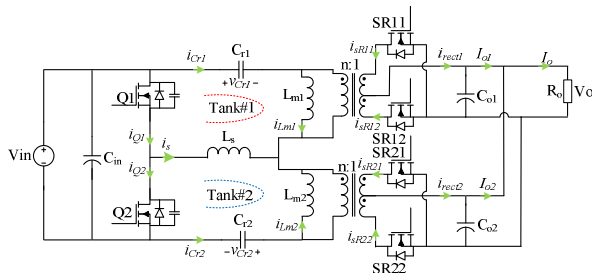 SR11
i_Cr1
C_r1
i_sR11
i_rect1
I_o1
I_o
+v_Cr1−
n:1
Q1
Tank#1
L_m1
C_o1
R_o
Vo
i_Lm1
i_sR12
SR12
i_Q1
i_s
L_s
SR21
Vin
C_in
n:1
i_sR21
i_Q2
i_rect2
I_o2
Tank#2
L_m2
Q2
C_o2
C_r2
i_Lm2
i_sR22
−v_Cr2+
i_Cr2
SR22